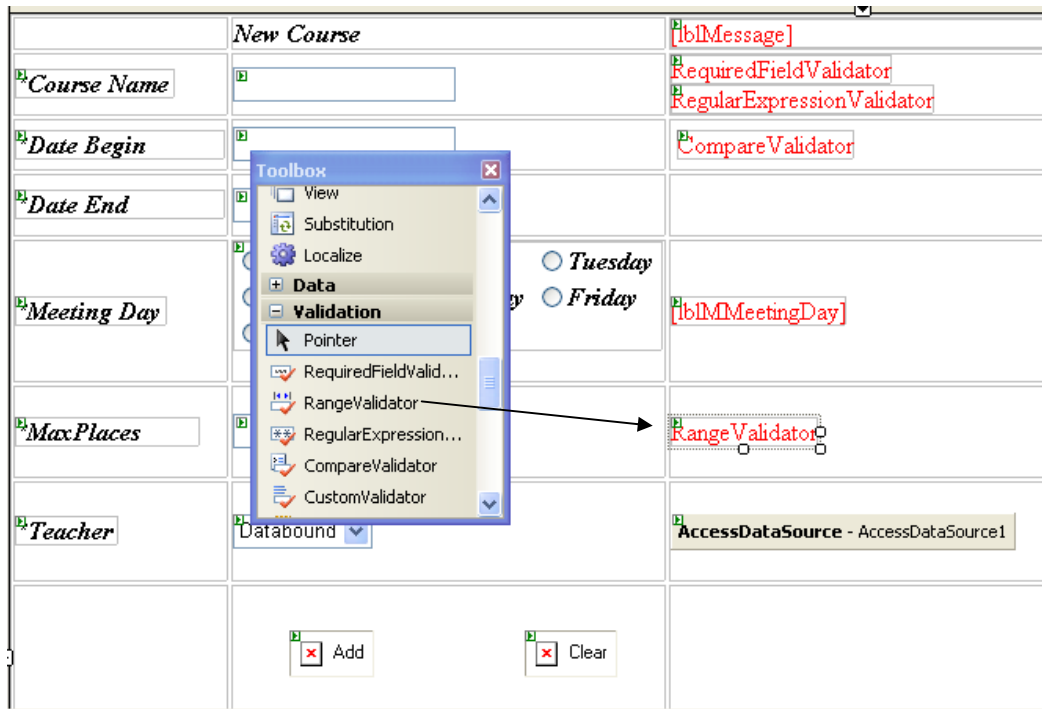 New Course
[lblMessage]
*Course Name
RequiredFieldValidator
RegularExpressionValidator
*Date Begin
CompareValidator
*Date End
Toolbox
View
Substitution
Localize
Data
Validation
Pointer
RequiredFieldValid...
RangeValidator
RegularExpression...
CompareValidator
CustomValidator
*Meeting Day
Tuesday
Friday
[lblMMeetingDay]
*MaxPlaces
RangeValidator
*Teacher
Databound
AccessDataSource - AccessDataSource1
Add
Clear